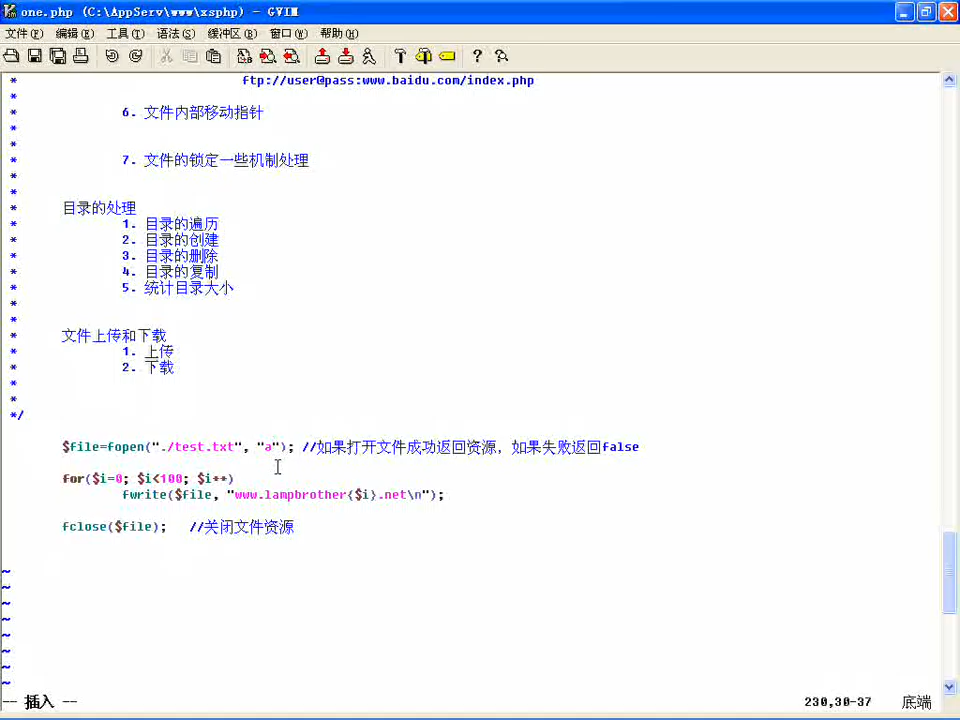 one.php (C:\AppServ\www\xsphp) - GVIM
文件(F) 编辑(E) 工具(T) 语法(S) 缓冲区(B) 窗口(W) 帮助(H)
* ftp://user@pass:www.baidu.com/index.php
*
* 6. 文件内部移动指针
*
*
* 7. 文件的锁定一些机制处理
*
*
* 目录的处理
* 1. 目录的遍历
* 2. 目录的创建
* 3. 目录的删除
* 4. 目录的复制
* 5. 统计目录大小
*
*
* 文件上传和下载
* 1. 上传
* 2. 下载
*
*
*/
$file=fopen("./test.txt", "a"); //如果打开文件成功返回资源，如果失败返回false
for($i=0; $i<100; $i++)
fwrite($file, "www.lampbrother{$i}.net\n");
fclose($file); //关闭文件资源
~
~
~
~
~
~
~
~
-- 插入 -- 230,30-37 底端